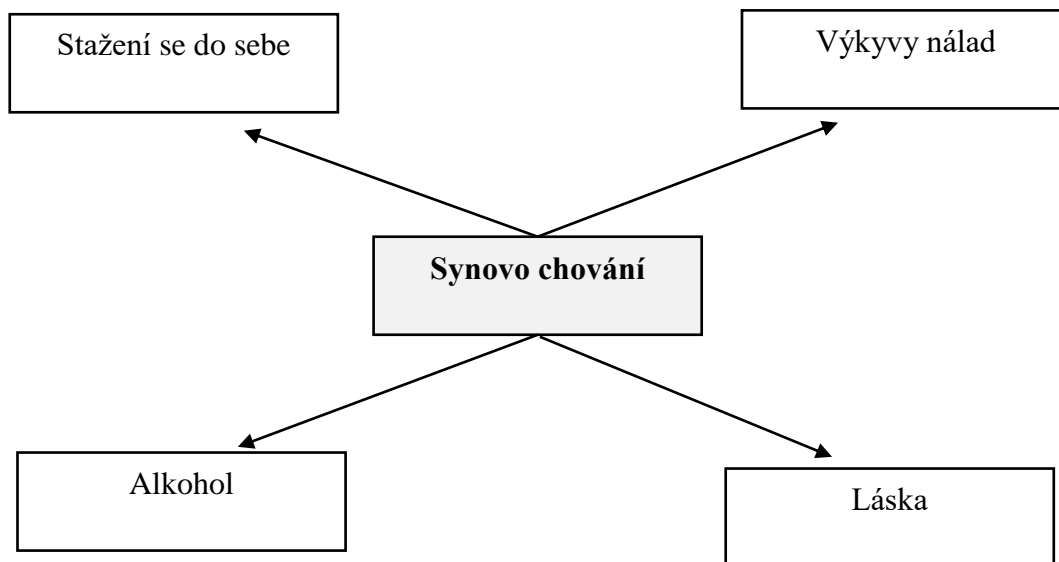 Stažení se do sebe
Výkyvy nálad
Synovo chování
Alkohol
Láska